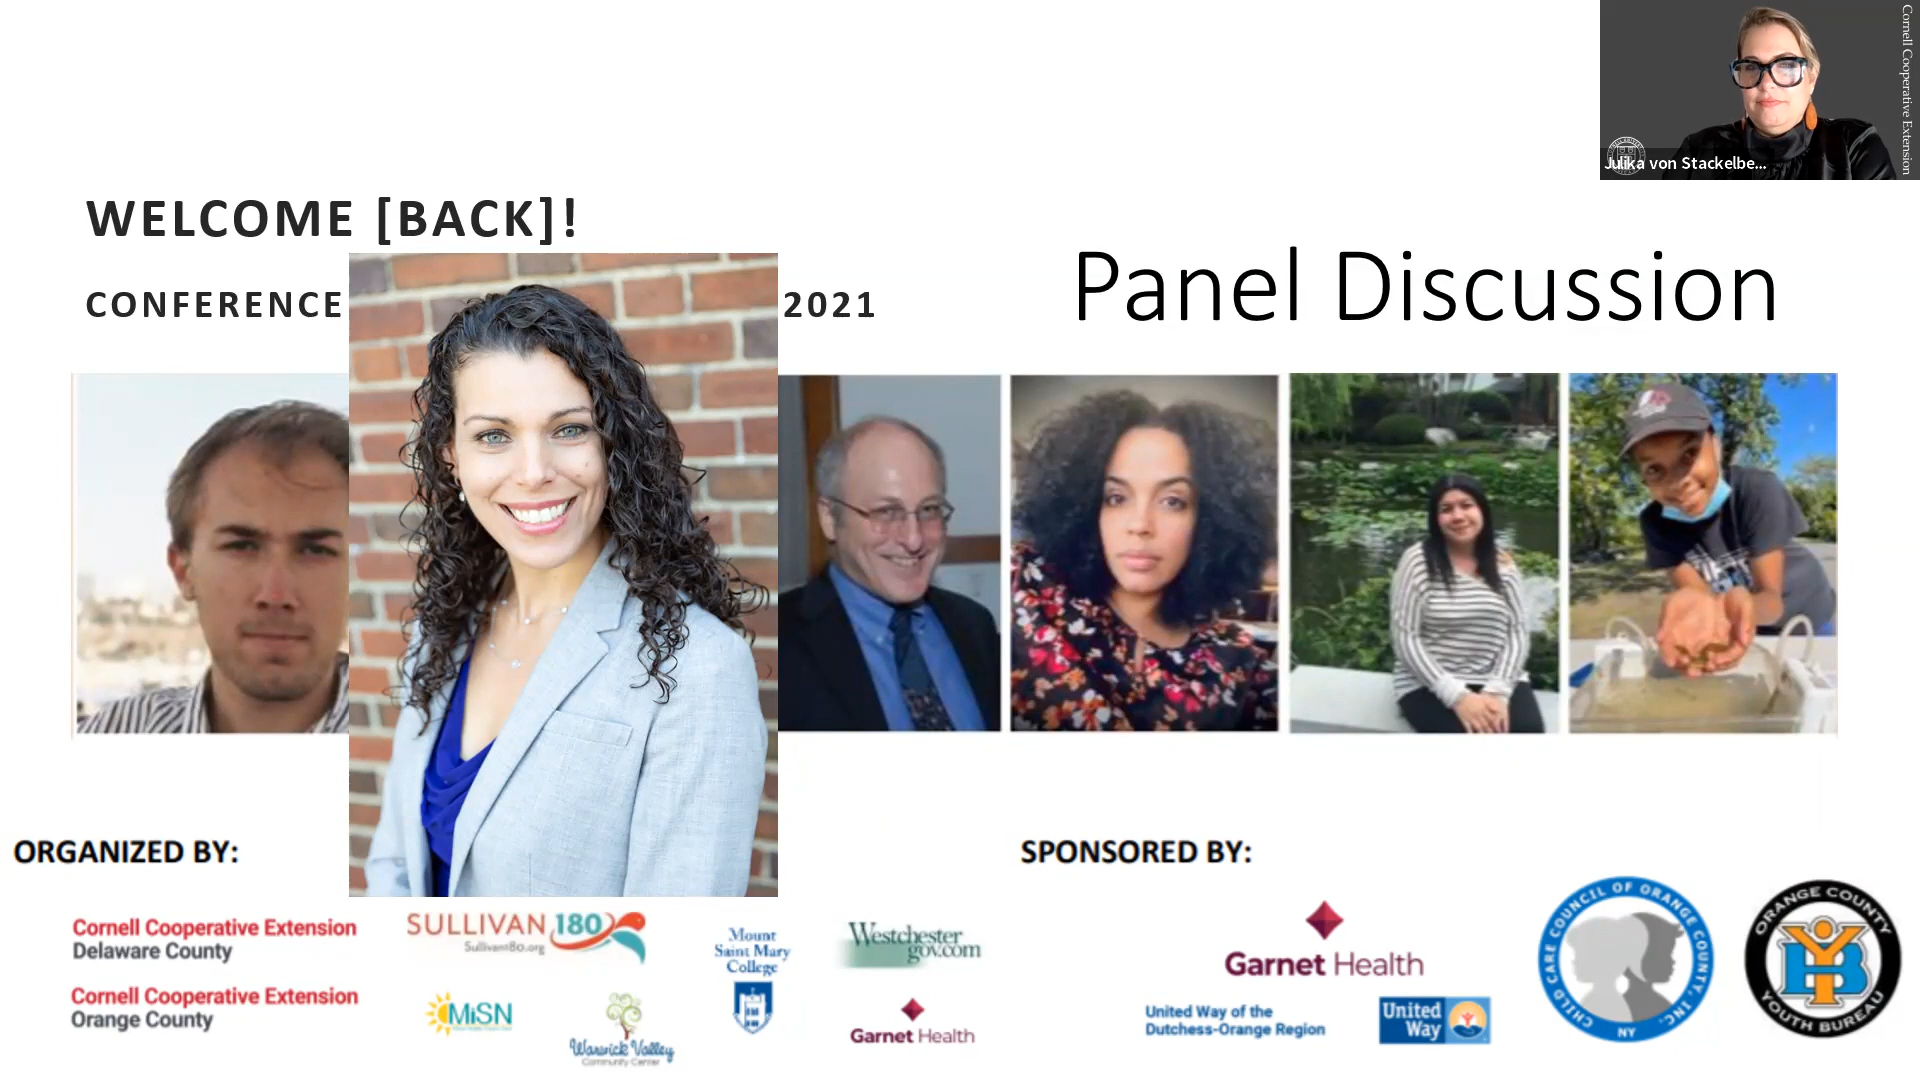 Cornell Cooperative Extension
Julika von Stackelbe...
WELCOME [BACK]!
CONFERENCE
2021
Panel Discussion
ORGANIZED BY:
SPONSORED BY:
Cornell Cooperative Extension
Delaware County
SULLIVAN 180
Sullivan180.org
Mount
Saint Mary
College
Westchester
gov.com
Cornell Cooperative Extension
Orange County
MiSN
Warwick Valley
Community Center
Garnet Health
Garnet Health
United Way of the
Dutchess-Orange Region
United
Way
CHILD CARE COUNCIL OF ORANGE COUNTY, INC.
NY
ORANGE COUNTY
YB
YOUTH BUREAU